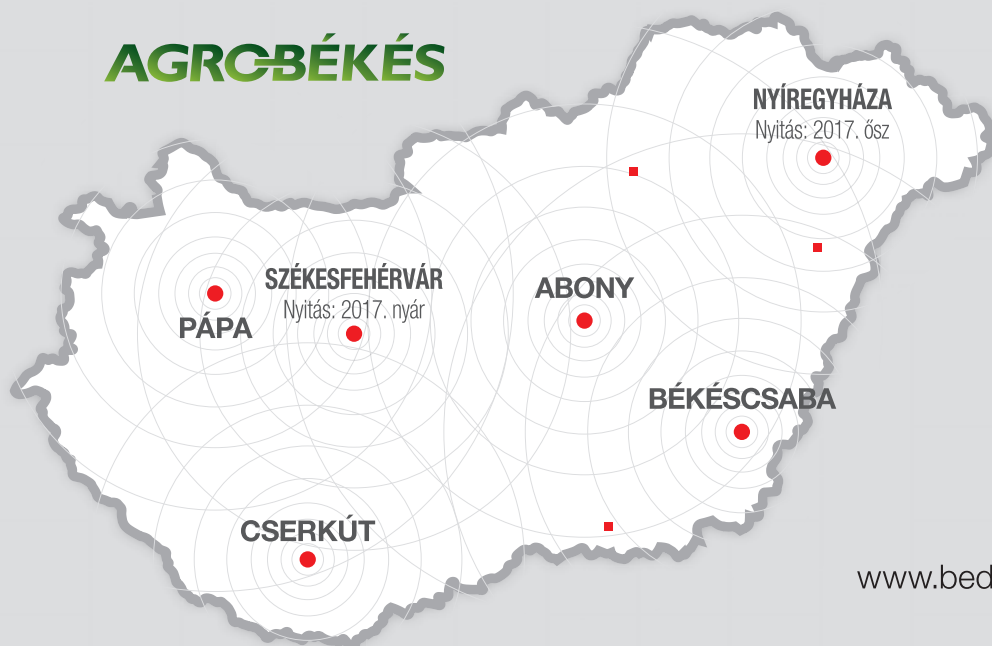 AGROBÉKÉS
NYÍREGYHÁZA
Nyitás: 2017. ősz
SZÉKESFEHÉRVÁR
Nyitás: 2017. nyár
ABONY
PÁPA
BÉKÉSCSABA
CSERKÚT
www.bed